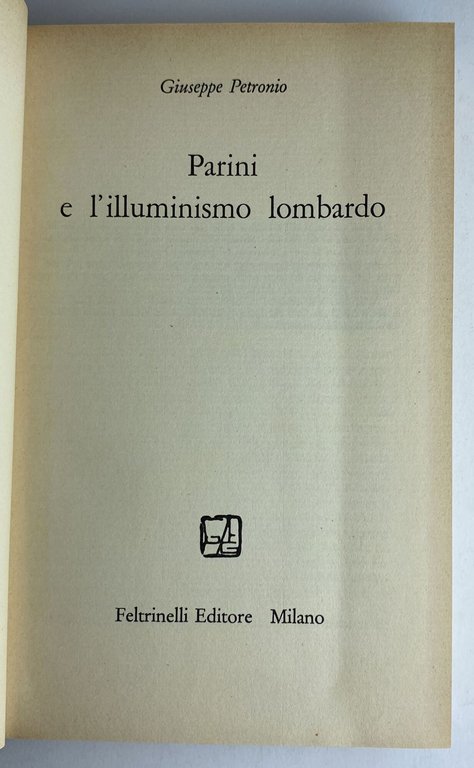 Giuseppe Petronio
Parini
e l'illuminismo lombardo
Feltrinelli Editore Milano